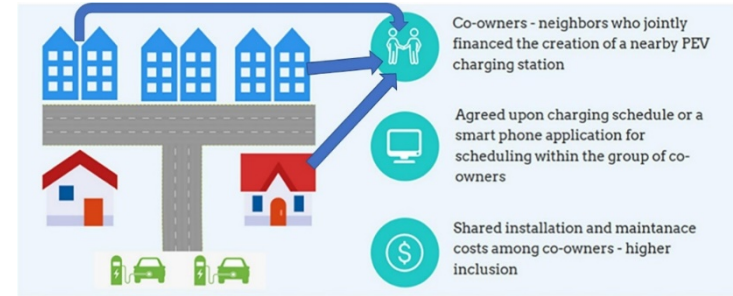 Co-owners - neighbors who jointly
financed the creation of a nearby PEV
charging station
Agreed upon charging schedule or a
smart phone application for
scheduling within the group of co-
owners
Shared installation and maintanace
costs among co-owners - higher
inclusion
$